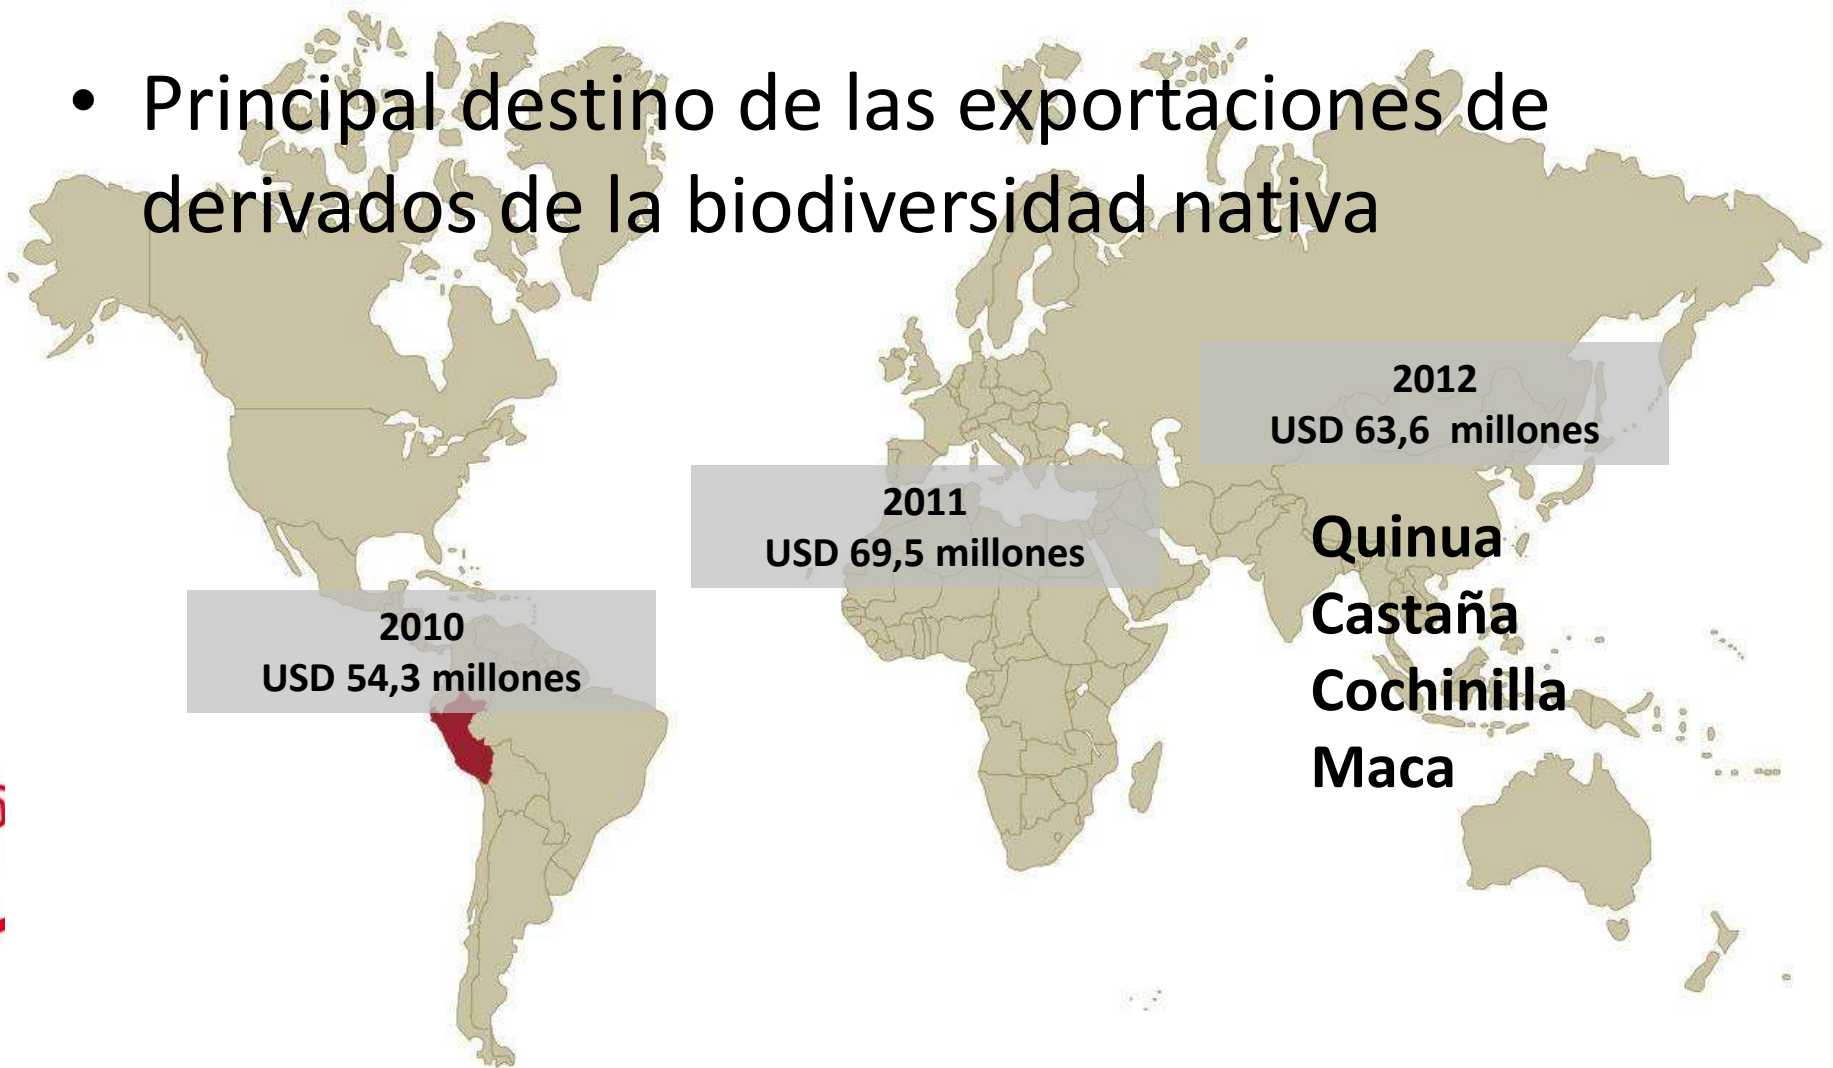 • Principal destino de las exportaciones de
derivados de la biodiversidad nativa
2012
USD 63,6 millones
2011
USD 69,5 millones
2010
USD 54,3 millones
Quinua
Castaña
Cochinilla
Maca